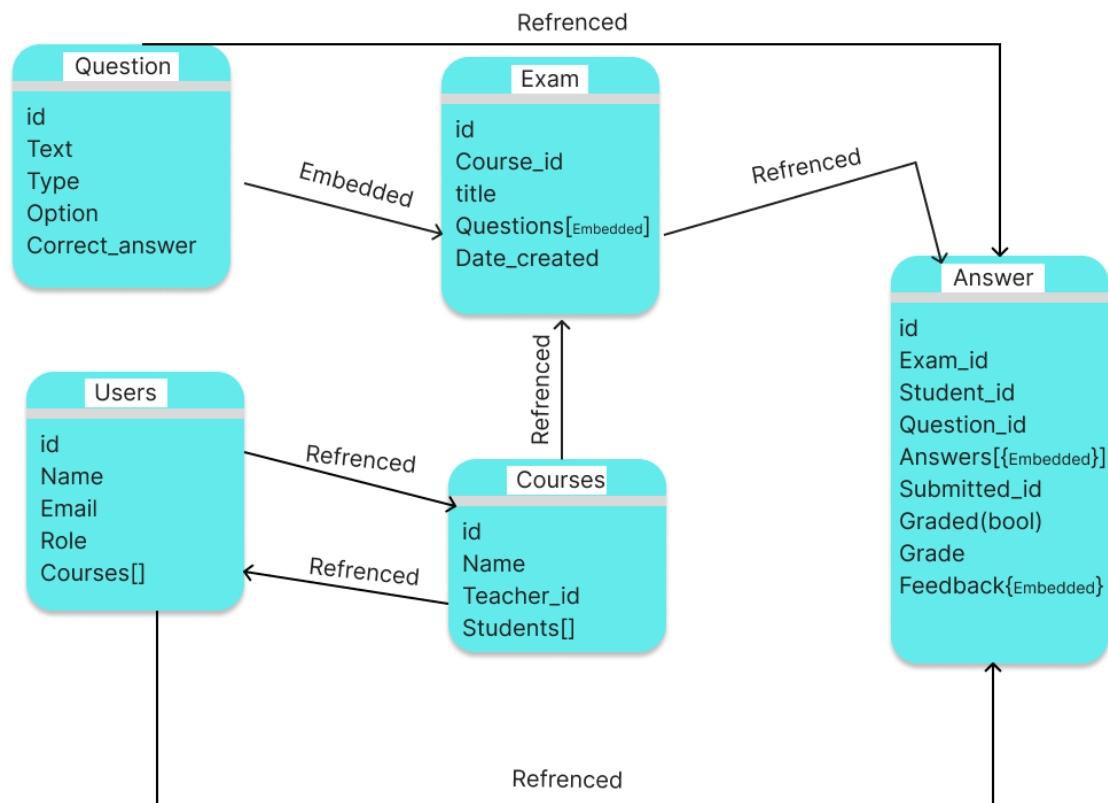 Refrenced
Question
id
Text
Type
Option
Correct_answer
Embedded
Exam
id
Course_id
title
Questions[Embedded]
Date_created
Refrenced
Answer
id
Exam_id
Student_id
Question_id
Answers[{Embedded}]
Submitted_id
Graded(bool)
Grade
Feedback{Embedded}
Refrenced
Users
id
Name
Email
Role
Courses[]
Refrenced
Refrenced
Courses
id
Name
Teacher_id
Students[]
Refrenced